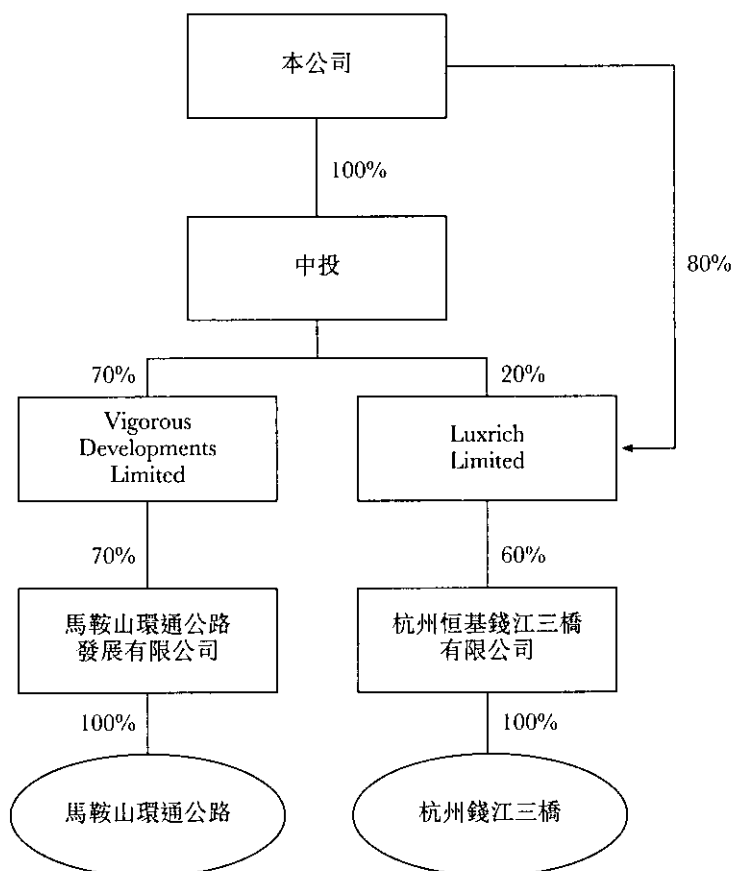 本公司
100%
中投
80%
70%
20%
Vigorous
Developments
Limited
Luxrich
Limited
70%
60%
馬鞍山環通公路
發展有限公司
杭州恒基錢江三橋
有限公司
100%
100%
馬鞍山環通公路
杭州錢江三橋